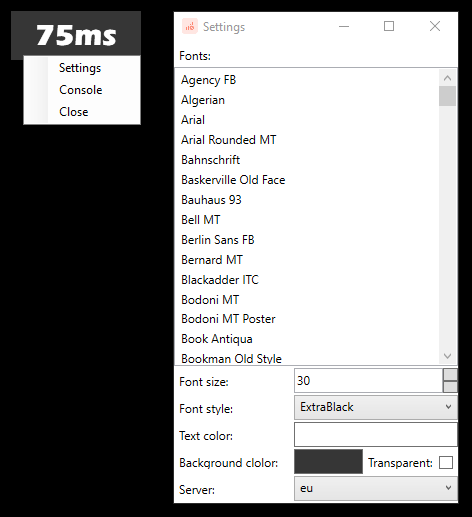 75ms
Settings
Console
Close
Settings
Fonts:
Agency FB
Algerian
Arial
Arial Rounded MT
Bahnschrift
Baskerville Old Face
Bauhaus 93
Bell MT
Berlin Sans FB
Bernard MT
Blackadder ITC
Bodoni MT
Bodoni MT Poster
Book Antiqua
Bookman Old Style
Font size: 30
Font style: ExtraBlack
Text color:
Background clolor: Transparent:
Server: eu